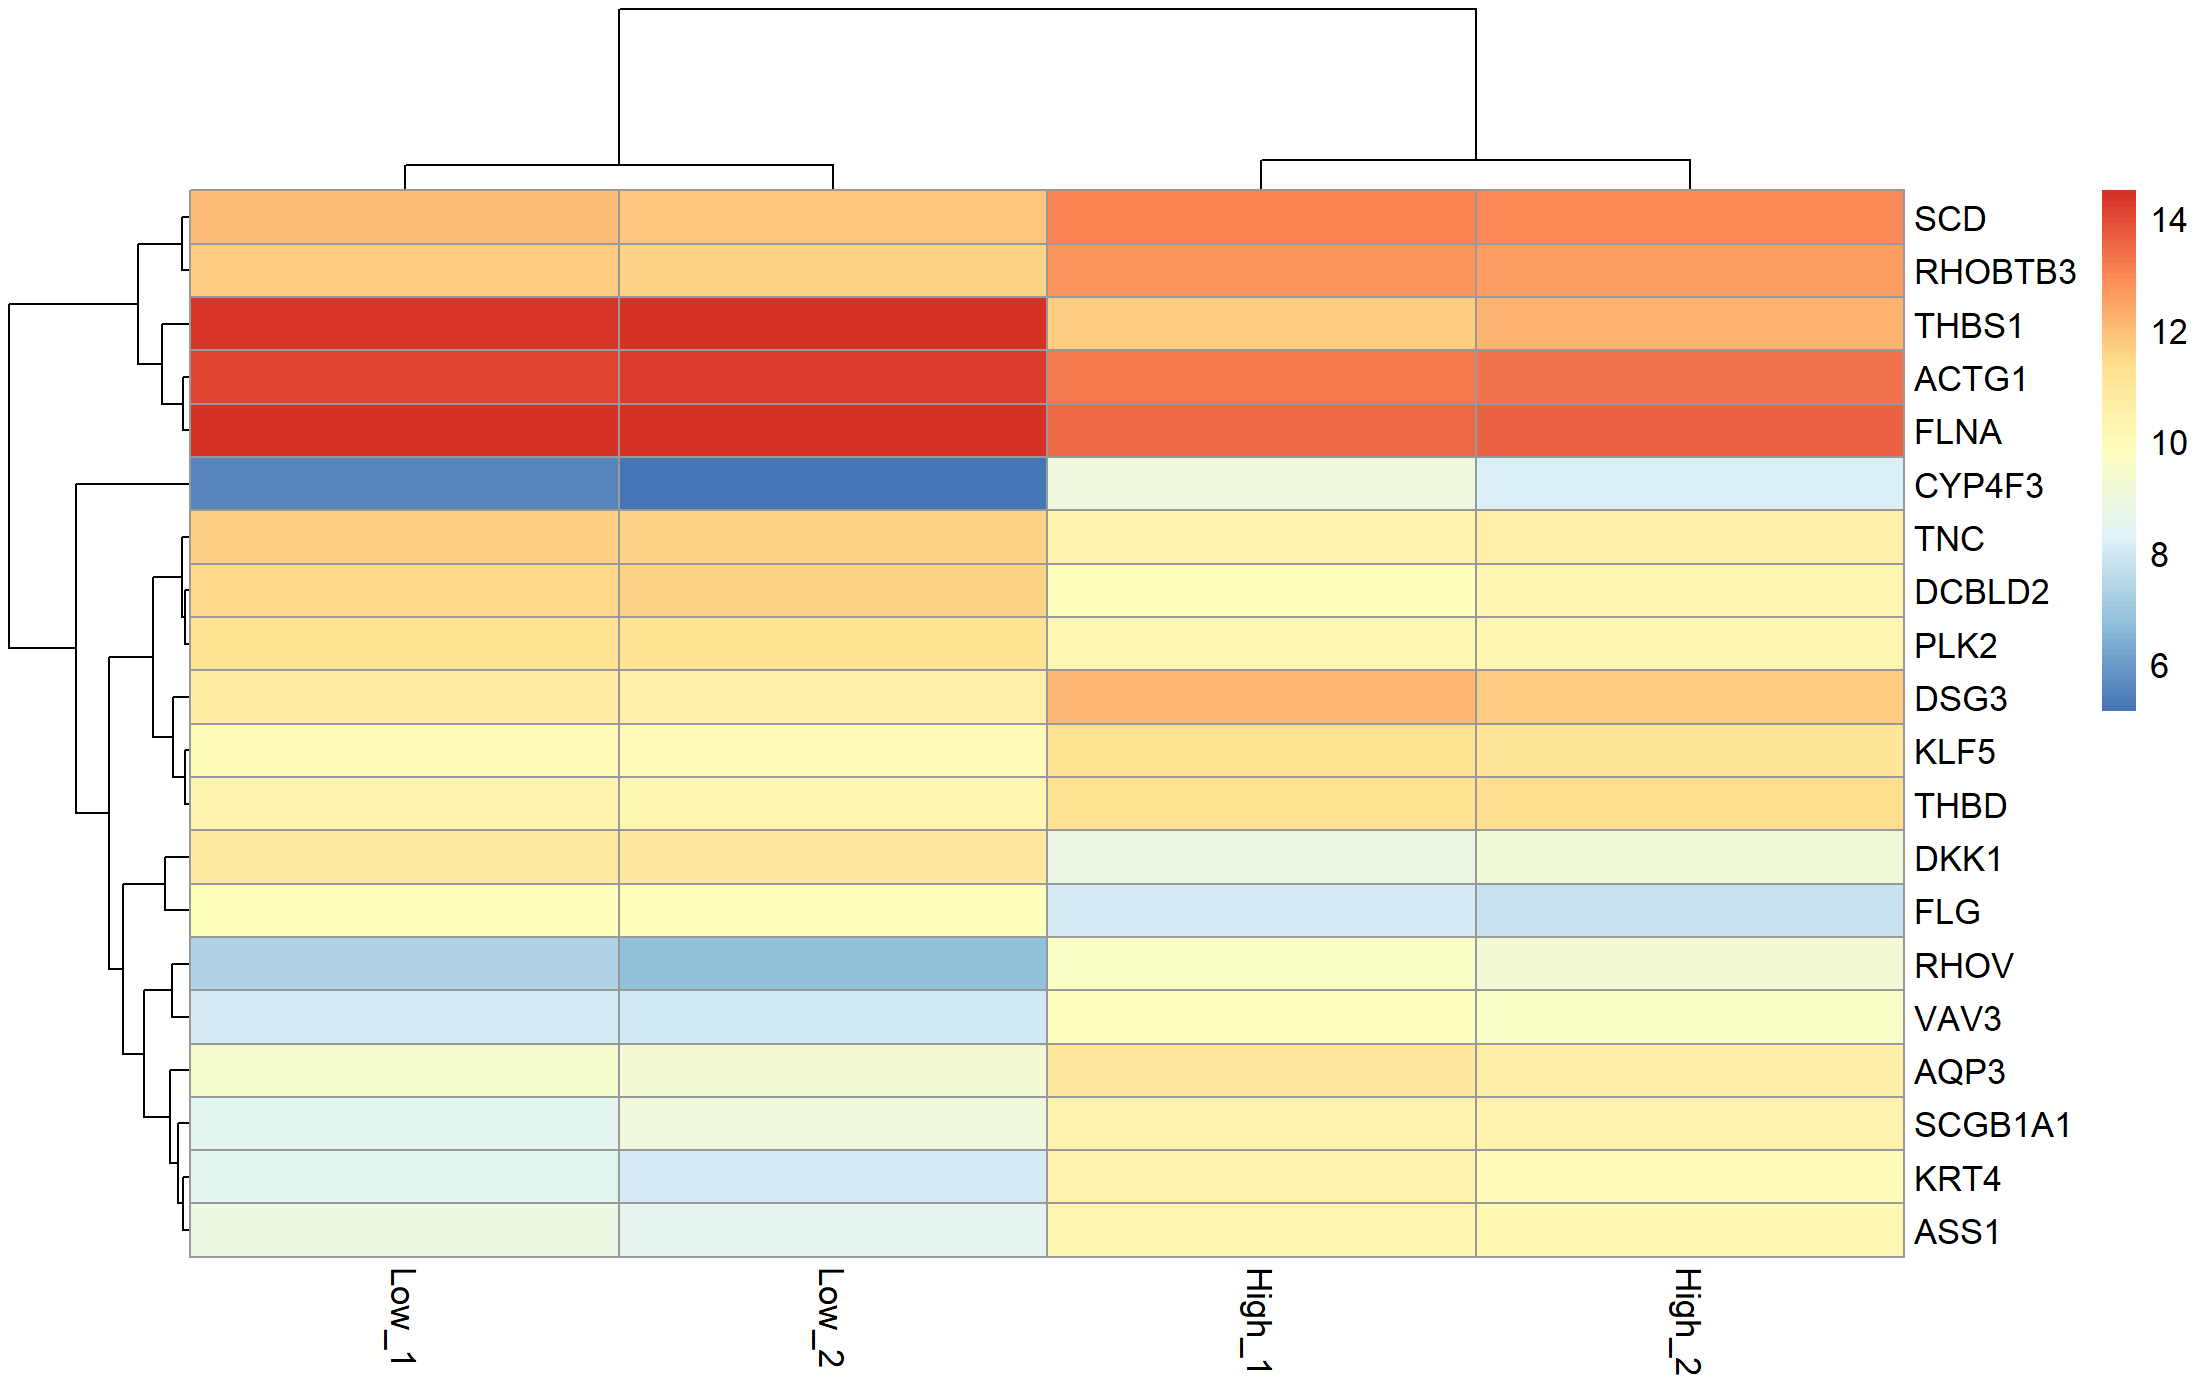 SCD
RHOBTB3
THBS1
ACTG1
FLNA
CYP4F3
TNC
DCBLD2
PLK2
DSG3
KLF5
THBD
DKK1
FLG
RHOV
VAV3
AQP3
SCGB1A1
KRT4
ASS1
14
12
10
8
6
Low_1
Low_2
High_1
High_2